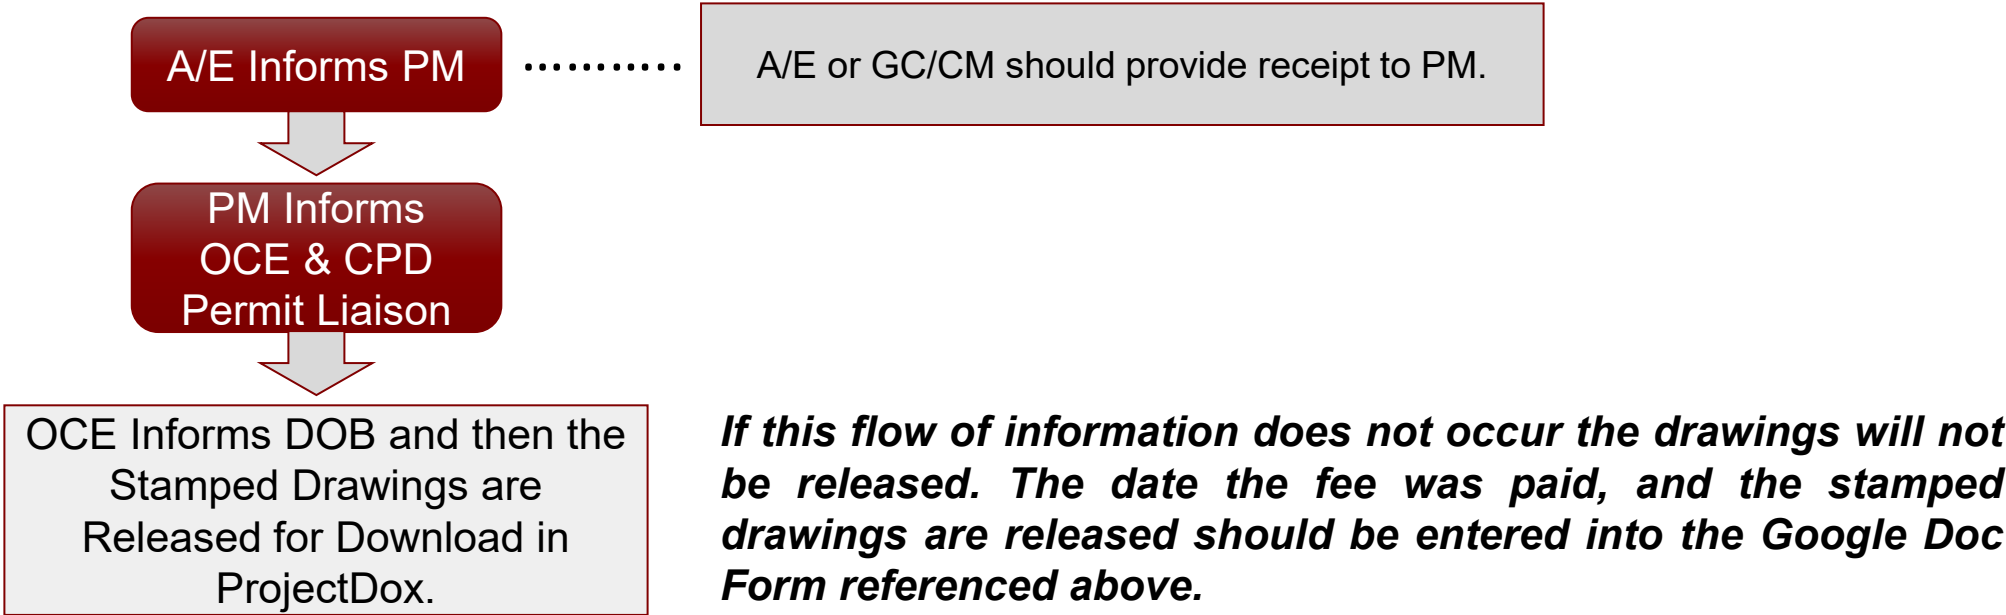 A/E Informs PM
A/E or GC/CM should provide receipt to PM.
PM Informs
OCE & CPD
Permit Liaison
OCE Informs DOB and then the
Stamped Drawings are
Released for Download in
ProjectDox.
If this flow of information does not occur the drawings will not
be released. The date the fee was paid, and the stamped
drawings are released should be entered into the Google Doc
Form referenced above.